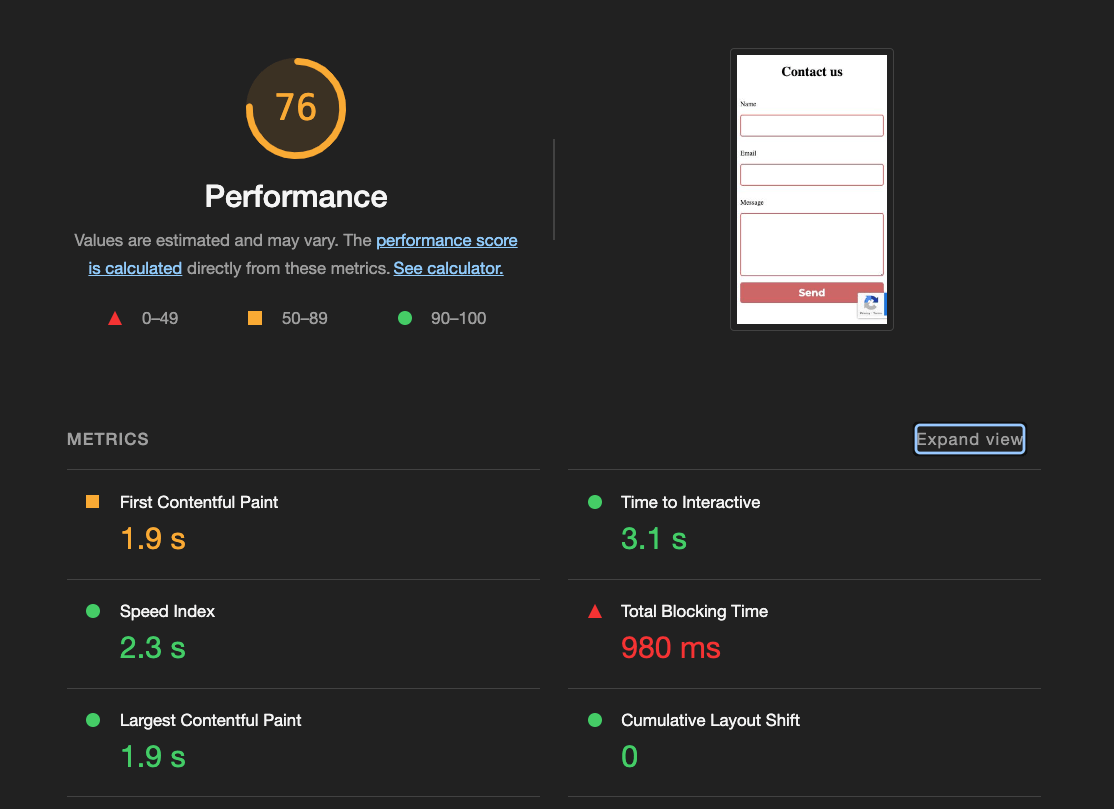 76
Performance
Values are estimated and may vary. The performance score
is calculated directly from these metrics. See calculator.
0–49
50–89
90–100
Contact us
Name
Email
Message
Send
METRICS
Expand view
First Contentful Paint
1.9 s
Time to Interactive
3.1 s
Speed Index
2.3 s
Total Blocking Time
980 ms
Largest Contentful Paint
1.9 s
Cumulative Layout Shift
0